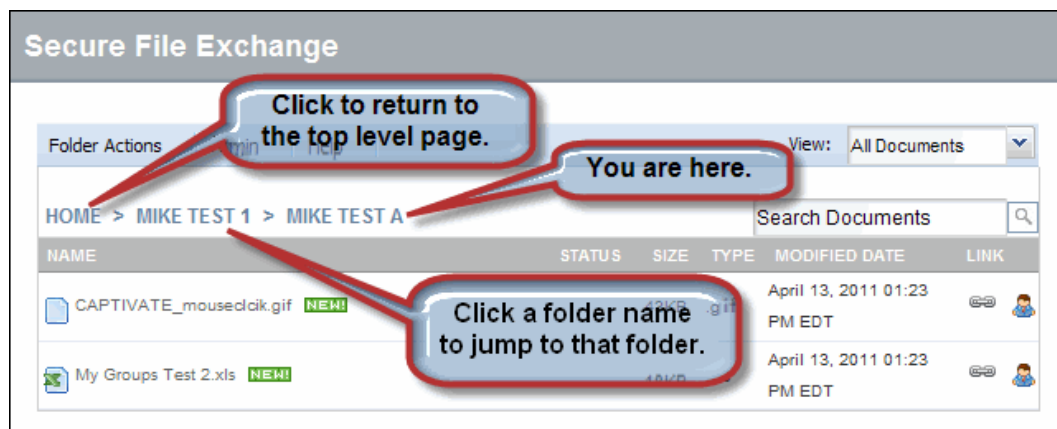 Secure File Exchange
Click to return to
the top level page.
Folder Actions
Help
View: All Documents
You are here.
HOME > MIKE TEST 1 > MIKE TEST A
Search Documents
NAME STATUS SIZE TYPE MODIFIED DATE LINK
CAPTIVATE_mousedcik.gif NEW! .gif April 13, 2011 01:23
PM EDT
Click a folder name
to jump to that folder.
My Groups Test 2.xls NEW! April 13, 2011 01:23
PM EDT